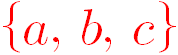 {a, b, c}